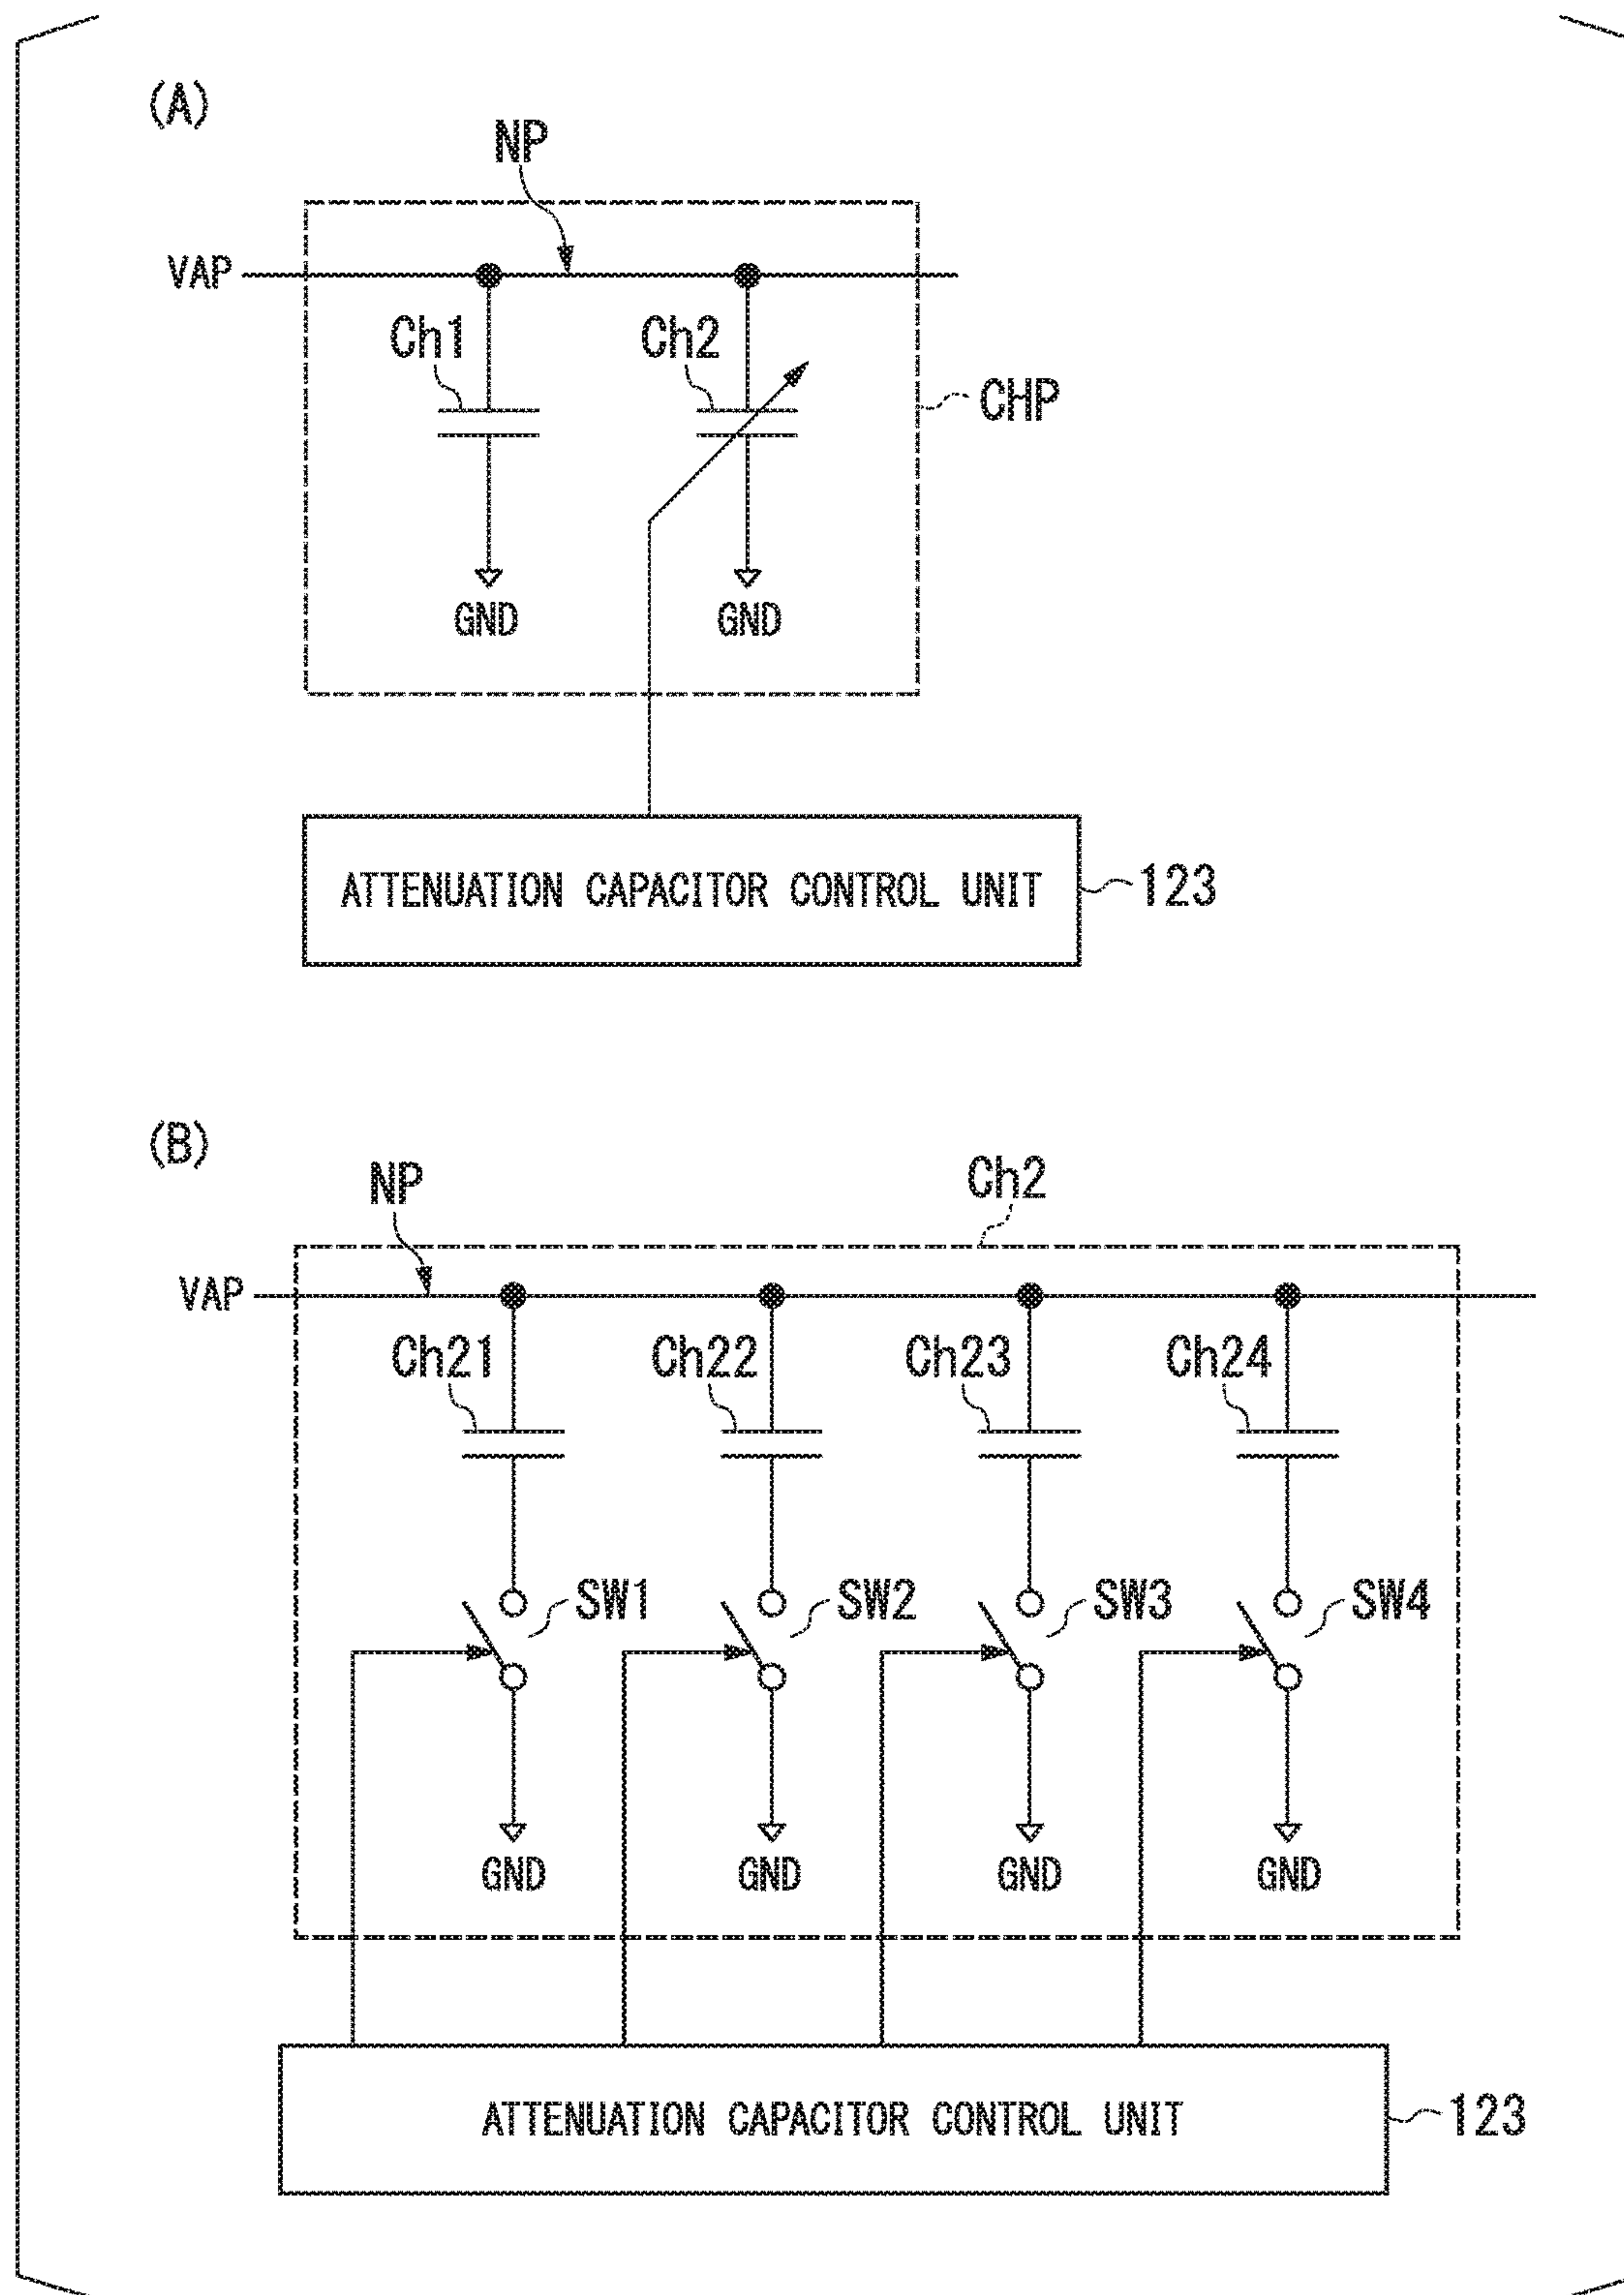 (A)
NP
VAP
Ch1
Ch2
CHP
GND
GND
ATTENUATION CAPACITOR CONTROL UNIT
123
(B)
NP
Ch2
VAP
Ch21
Ch22
Ch23
Ch24
SW1
SW2
SW3
SW4
GND
GND
GND
GND
ATTENUATION CAPACITOR CONTROL UNIT
123